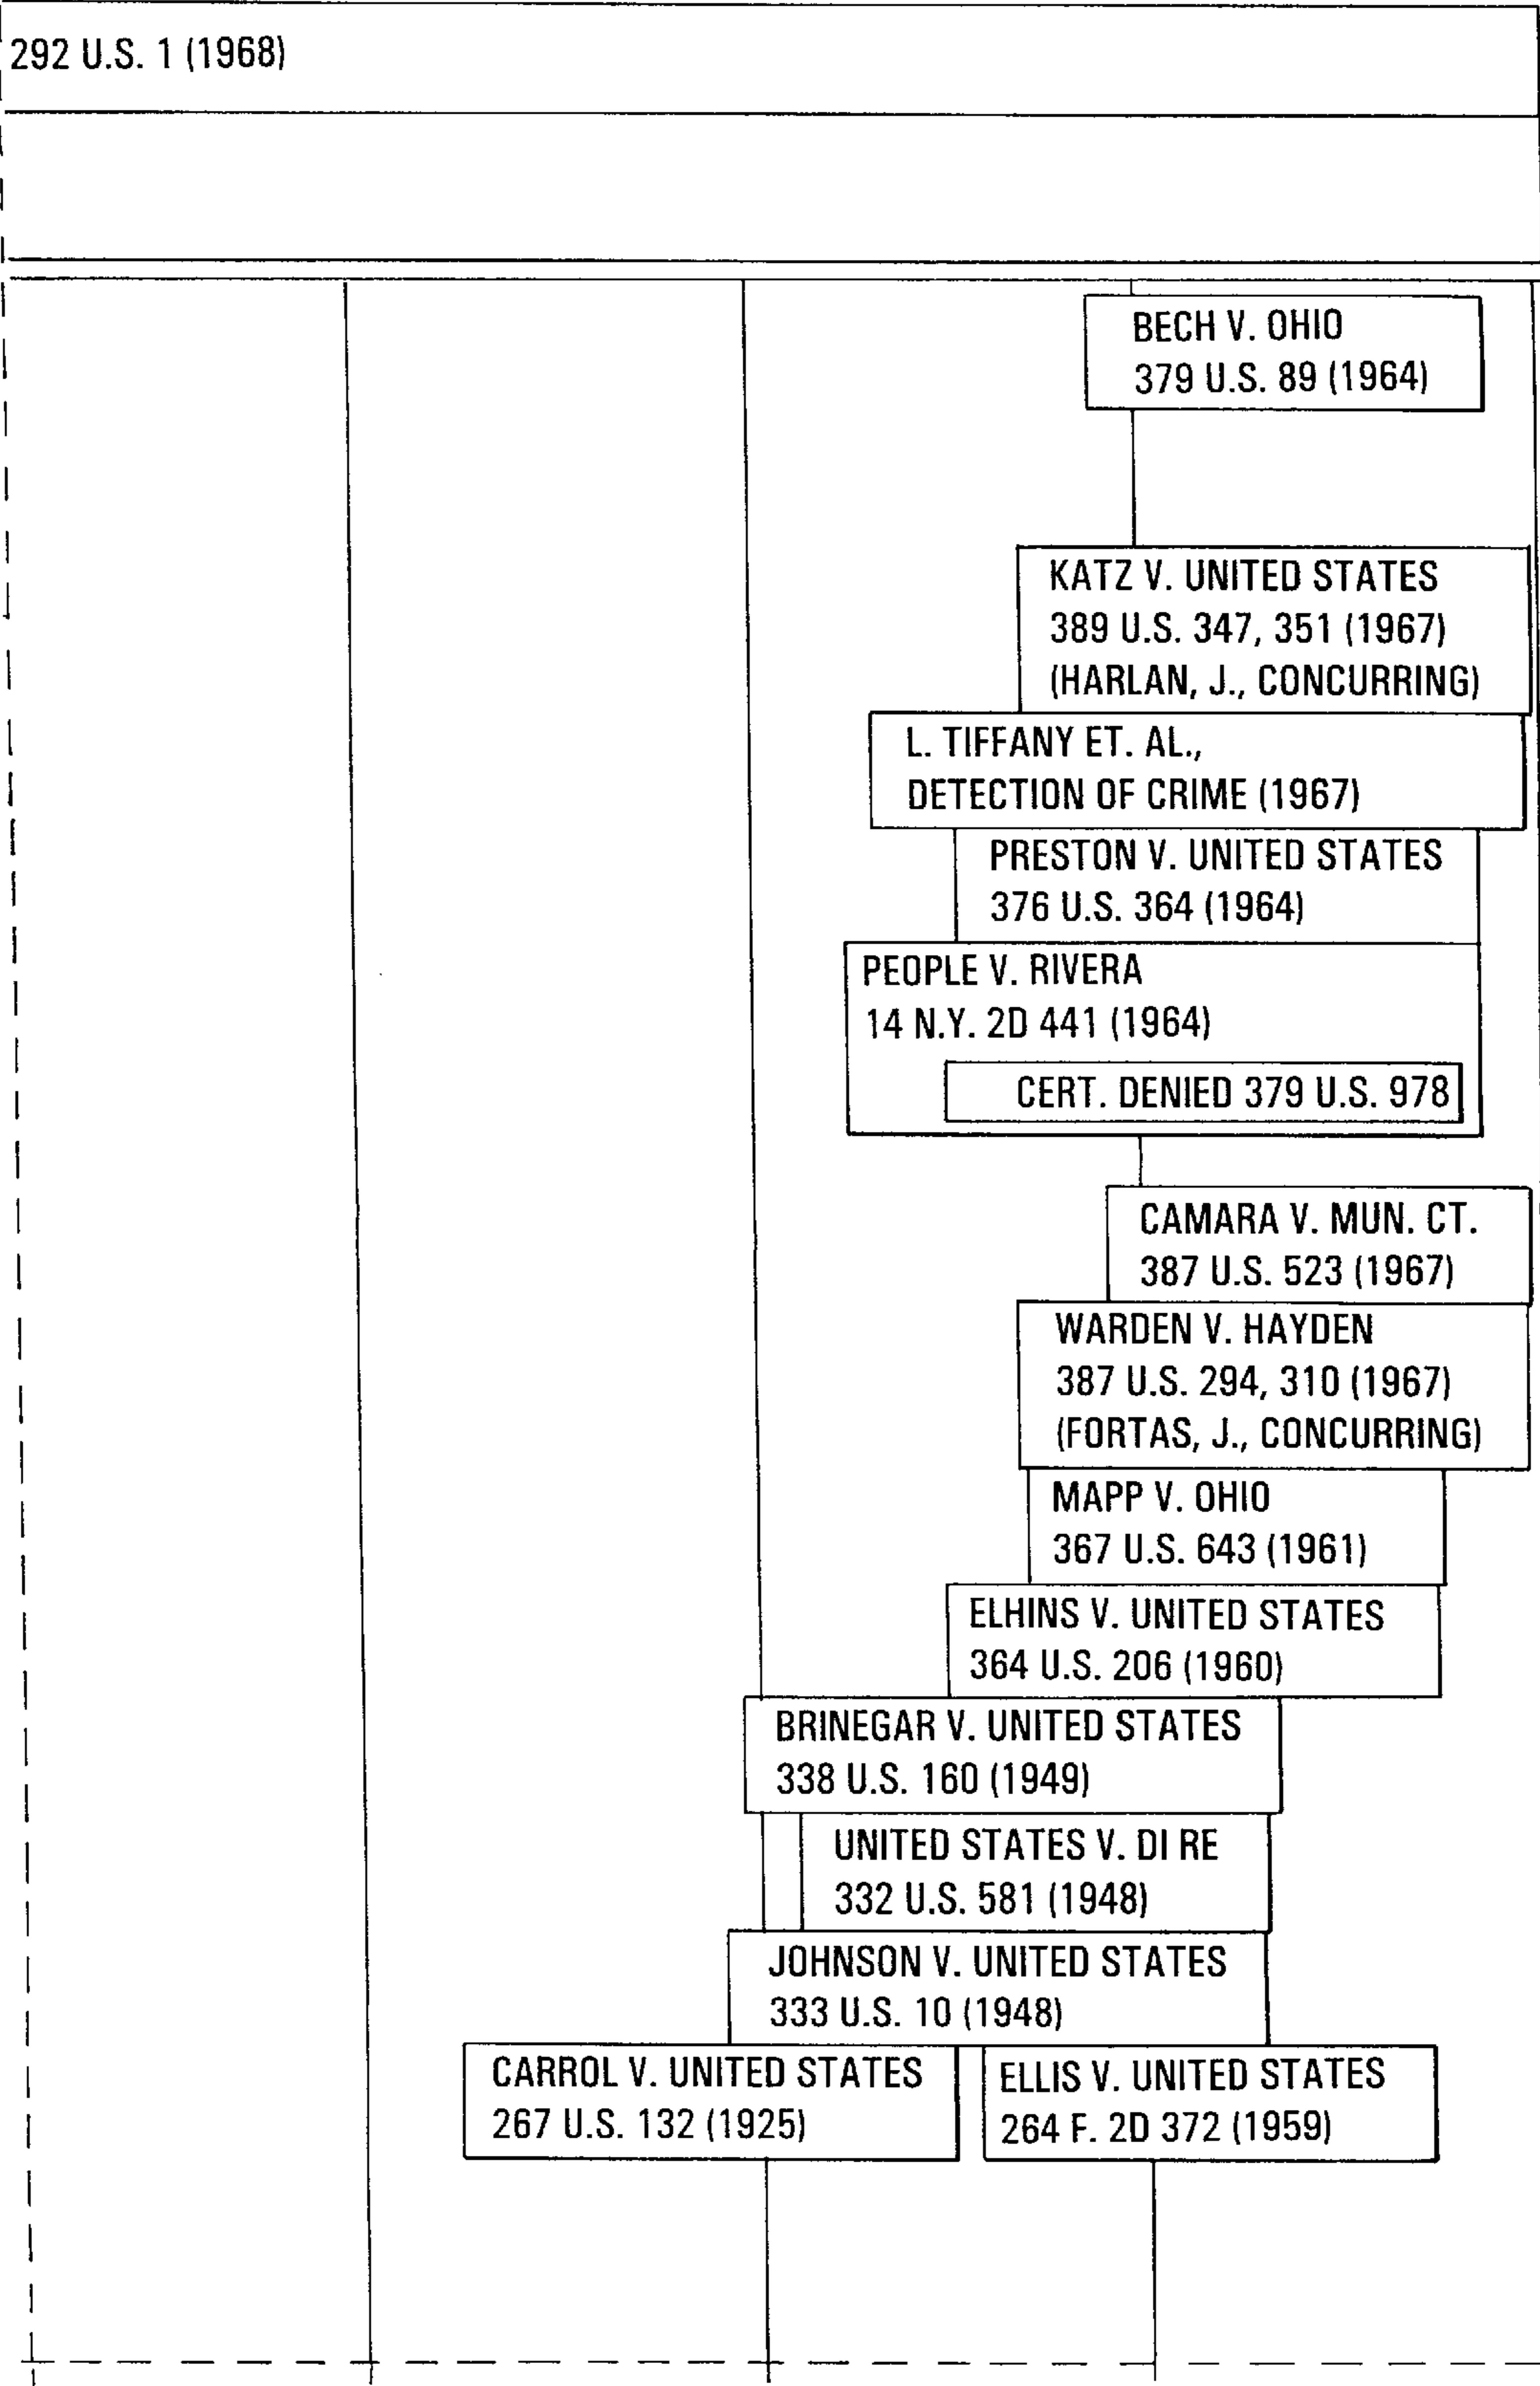 292 U.S. 1 (1968)
BECH V. OHIO
379 U.S. 89 (1964)
KATZ V. UNITED STATES
389 U.S. 347, 351 (1967)
(HARLAN, J., CONCURRING)
L. TIFFANY ET. AL.,
DETECTION OF CRIME (1967)
PRESTON V. UNITED STATES
376 U.S. 364 (1964)
PEOPLE V. RIVERA
14 N.Y. 2D 441 (1964)
CERT. DENIED 379 U.S. 978
CAMARA V. MUN. CT.
387 U.S. 523 (1967)
WARDEN V. HAYDEN
387 U.S. 294, 310 (1967)
(FORTAS, J., CONCURRING)
MAPP V. OHIO
367 U.S. 643 (1961)
ELHINS V. UNITED STATES
364 U.S. 206 (1960)
BRINEGAR V. UNITED STATES
338 U.S. 160 (1949)
UNITED STATES V. DI RE
332 U.S. 581 (1948)
JOHNSON V. UNITED STATES
333 U.S. 10 (1948)
CARROL V. UNITED STATES
267 U.S. 132 (1925)
ELLIS V. UNITED STATES
264 F. 2D 372 (1959)